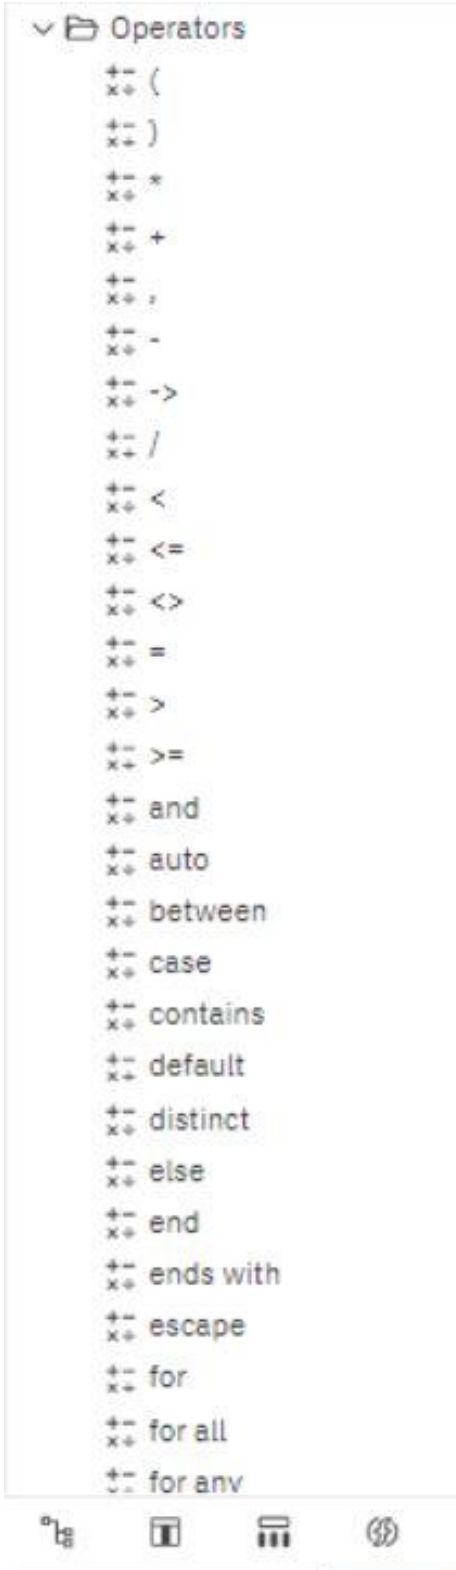 Operators
(
)
*
+
,
-
->
/
<
<=
<>
=
>
>=
and
auto
between
case
contains
default
distinct
else
end
ends with
escape
for
for all
for any